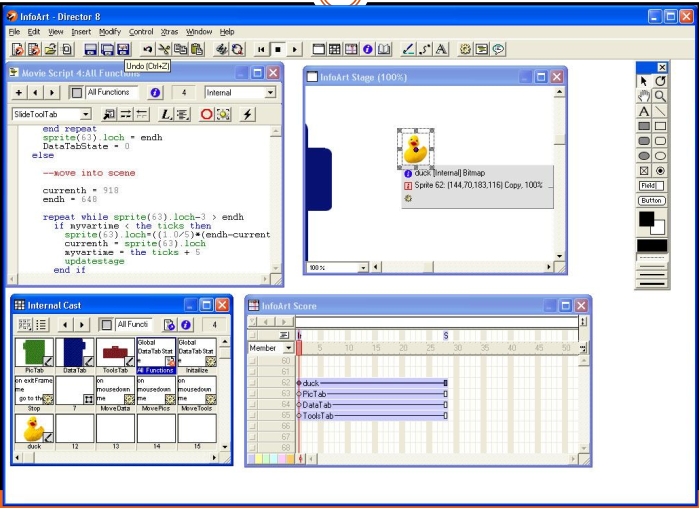 InfoArt - Director 8
File Edit View Insert Modify Control Xtras Window Help
Undo (Ctrl+Z)
Movie Script 4:All Functions
All Functions 4 Internal
SlideToolTab
end repeat
sprite(63).loch = endh
DataTabState = 0
else
--move into scene
currenth = 918
endh = 648
repeat while sprite(63).loch-3 > endh
if myvartime < the ticks then
sprite(63).loch=((1.0/5)*(endh-current
currenth = sprite(63).loch
myvartime = the ticks + 5
updatestage
end if
InfoArt Stage (100%)
duck [Internal] Bitmap
Sprite 62: [144,70,183,116] Copy, 100% ...
100 %
Field
Button
Internal Cast
All Functi 4
Global DataTabStat e
Global DataTabStat e
PicTab DataTab ToolsTab All Functions Initailize
on exitFrame me go to the
on mousedown me
on mousedown me
on mousedown me
Stop 7 MoveData MovePics MoveTools
duck 12 13 14 15
InfoArt Score
Member 5 10 15 20 25 30 35 40 45 50
60
61
62 duck
63 PicTab
64 DataTab
65 ToolsTab
66
67
68